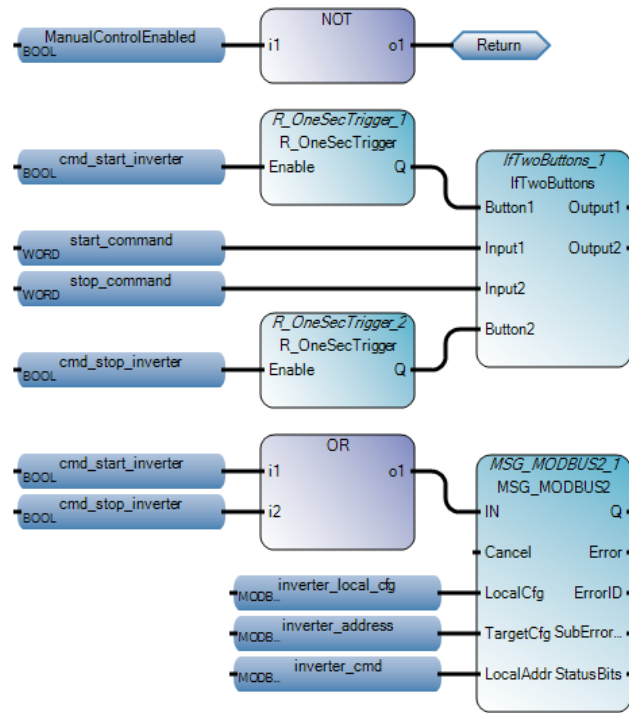 NOT
ManualControlEnabled
BOOL
i1 o1
Return
R_OneSecTrigger_1
R_OneSecTrigger
cmd_start_inverter
BOOL
Enable Q
IfTwoButtons_1
IfTwoButtons
Button1 Output1
start_command
WORD
Input1 Output2
stop_command
WORD
Input2
R_OneSecTrigger_2
R_OneSecTrigger
Button2
cmd_stop_inverter
BOOL
Enable Q
OR
cmd_start_inverter
BOOL
i1 o1
cmd_stop_inverter
BOOL
i2
MSG_MODBUS2_1
MSG_MODBUS2
IN Q
Cancel Error
inverter_local_cfg
MODB...
LocalCfg ErrorID
inverter_address
MODB...
TargetCfg SubError...
inverter_cmd
MODB...
LocalAddr StatusBits